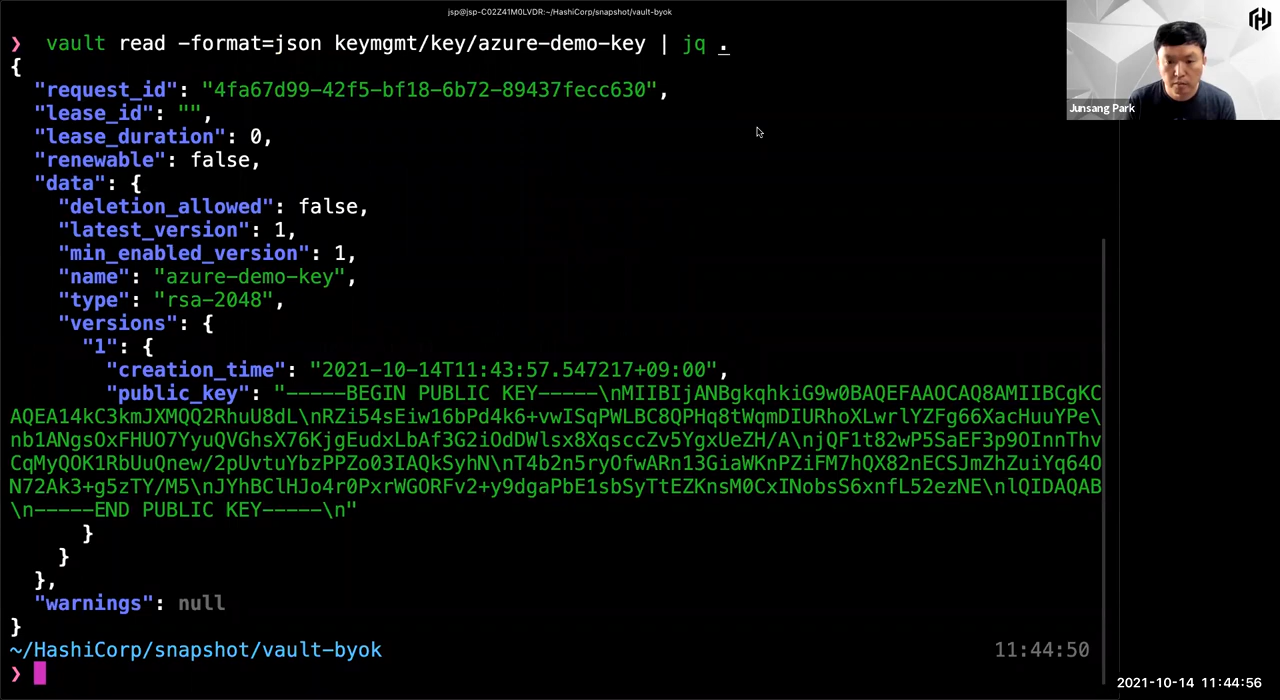 jsp@jsp-C02Z41M0LVDR:~/HashiCorp/snapshot/vault-byok
❯ vault read -format=json keymgmt/key/azure-demo-key | jq .
{
"request_id": "4fa67d99-42f5-bf18-6b72-89437fecc630",
"lease_id": "",
"lease_duration": 0,
"renewable": false,
"data": {
"deletion_allowed": false,
"latest_version": 1,
"min_enabled_version": 1,
"name": "azure-demo-key",
"type": "rsa-2048",
"versions": {
"1": {
"creation_time": "2021-10-14T11:43:57.547217+09:00",
"public_key": "-----BEGIN PUBLIC KEY-----\nMIIBIjANBgkqhkiG9w0BAQEFAAOCAQ8AMIIBCgKC
AQEA14kC3kmJXMQQ2RhuU8dL\nRZi54sEiw16bPd4k6+vwISqPWLBC8QPHq8tWqmDIURhoXLwrlYZFg66XacHuuYPe\
nb1ANgsOxFHUO7YyuQVGhsX76KjgEudxLbAf3G2iOdDWlsx8XqsccZv5YgxUeZH/A\njQF1t82wP5SaEF3p9OInnThv
CqMyQOK1RbUuQnew/2pUvtuYbzPPZo03IAQkSyhN\nT4b2n5ryOfwARn13GiaWKnPZiFM7hQX82nECSJmZhZuiYq64O
N72Ak3+g5zTY/M5\nJYhBClHJo4r0PxrWGORFv2+y9dgaPbE1sbSyTtEZKnsM0CxINobsS6xnfL52ezNE\nlQIDAQAB
\n-----END PUBLIC KEY-----\n"
}
}
},
"warnings": null
}
~/HashiCorp/snapshot/vault-byok 11:44:50
❯
Junsang Park
2021-10-14 11:44:56